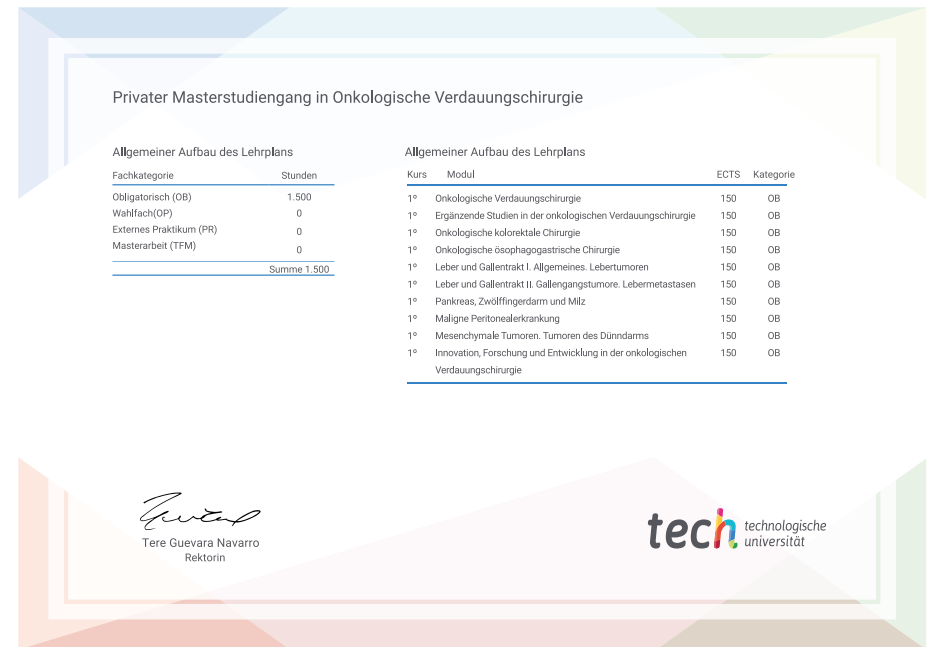 Privater Masterstudiengang in Onkologische Verdauungschirurgie
Allgemeiner Aufbau des Lehrplans
Fachkategorie Stunden
Obligatorisch (OB) 1.500
Wahlfach(OP) 0
Externes Praktikum (PR) 0
Masterarbeit (TFM) 0
Summe 1.500
Allgemeiner Aufbau des Lehrplans
Kurs Modul ECTS Kategorie
1º Onkologische Verdauungschirurgie 150 OB
1º Ergänzende Studien in der onkologischen Verdauungschirurgie 150 OB
1º Onkologische kolorektale Chirurgie 150 OB
1º Onkologische ösophagogastrische Chirurgie 150 OB
1º Leber und Gallentrakt I. Allgemeines. Lebertumoren 150 OB
1º Leber und Gallentrakt II. Gallengangstumore. Lebermetastasen 150 OB
1º Pankreas, Zwölffingerdarm und Milz 150 OB
1º Maligne Peritonealerkrankung 150 OB
1º Mesenchymale Tumoren. Tumoren des Dünndarms 150 OB
1º Innovation, Forschung und Entwicklung in der onkologischen 150 OB
Verdauungschirurgie
Tere Guevara Navarro
Rektorin
tech technologische
universität